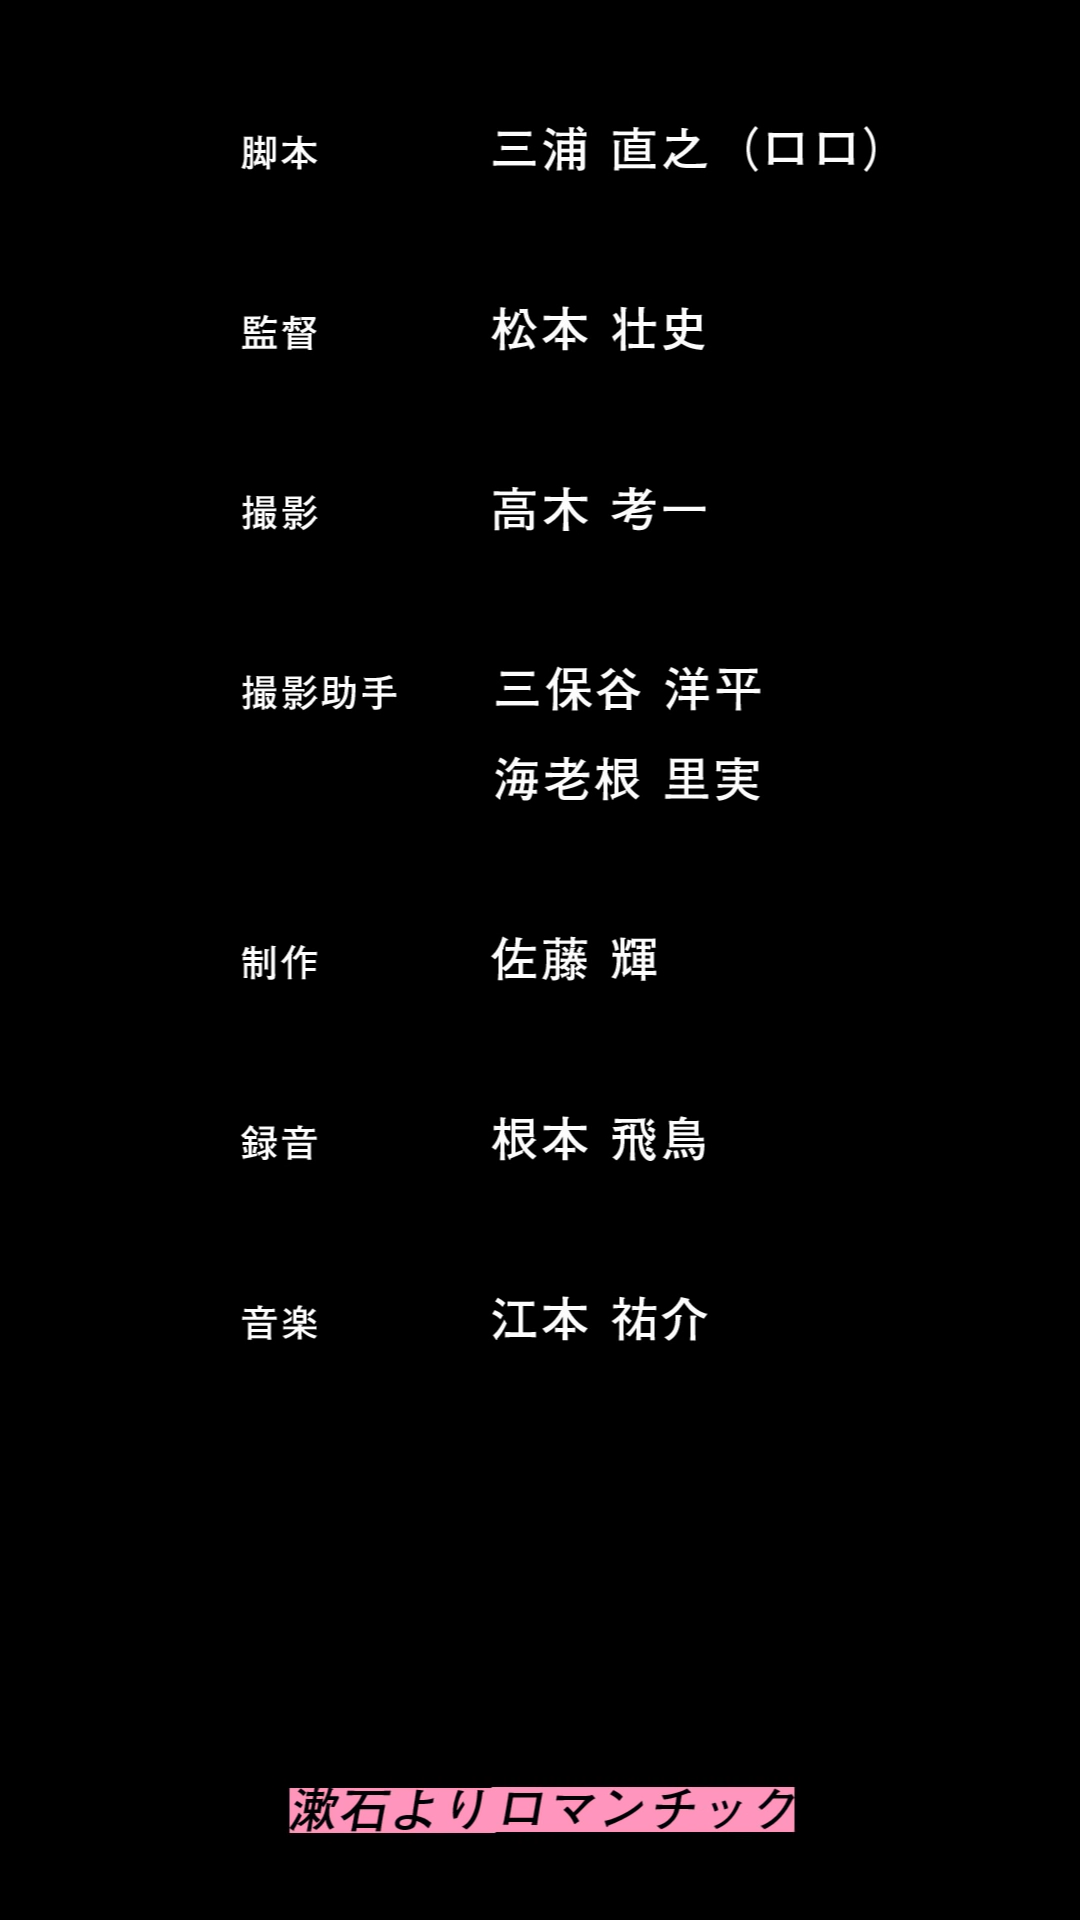 脚本 三浦 直之（ロロ）
監督 松本 壮史
撮影 高木 考一
撮影助手 三保谷 洋平
海老根 里実
制作 佐藤 輝
録音 根本 飛鳥
音楽 江本 祐介
漱石よりロマンチック